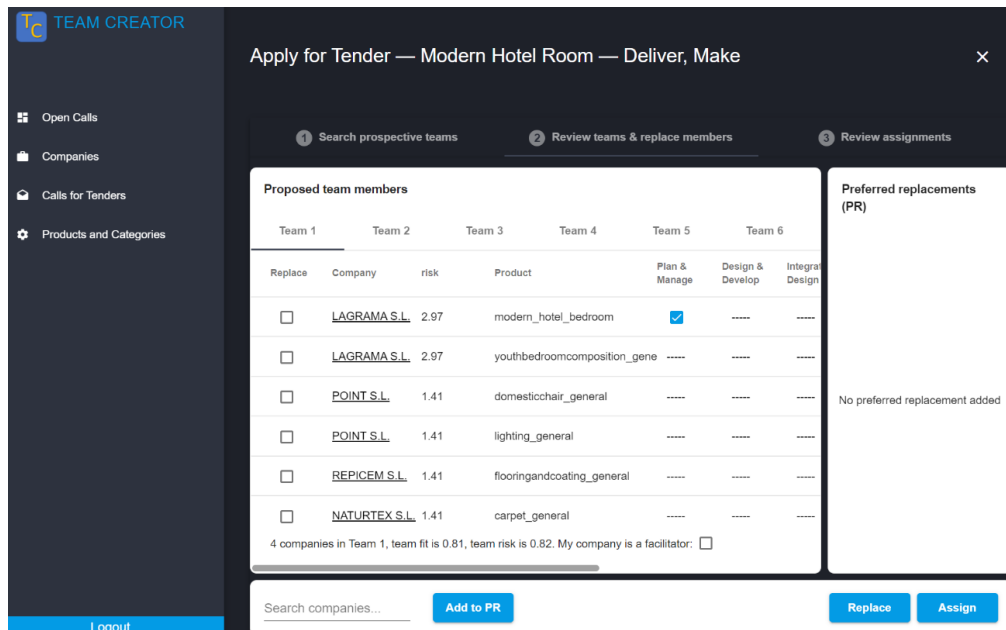 TC TEAM CREATOR
Apply for Tender — Modern Hotel Room — Deliver, Make
Open Calls
Companies
Calls for Tenders
Products and Categories
Logout
1 Search prospective teams 2 Review teams & replace members 3 Review assignments
Proposed team members
Team 1 Team 2 Team 3 Team 4 Team 5 Team 6
Replace Company risk Product Plan & Manage Design & Develop Integrat Design
LAGRAMA S.L. 2.97 modern_hotel_bedroom ----- -----
LAGRAMA S.L. 2.97 youthbedroomcomposition_gene ----- ----- -----
POINT S.L. 1.41 domesticchair_general ----- ----- -----
POINT S.L. 1.41 lighting_general ----- ----- -----
REPICEM S.L. 1.41 flooringandcoating_general ----- ----- -----
NATURTEX S.L. 1.41 carpet_general ----- ----- -----
4 companies in Team 1, team fit is 0.81, team risk is 0.82. My company is a facilitator:
Preferred replacements
(PR)
No preferred replacement added
Search companies...
Add to PR
Replace
Assign